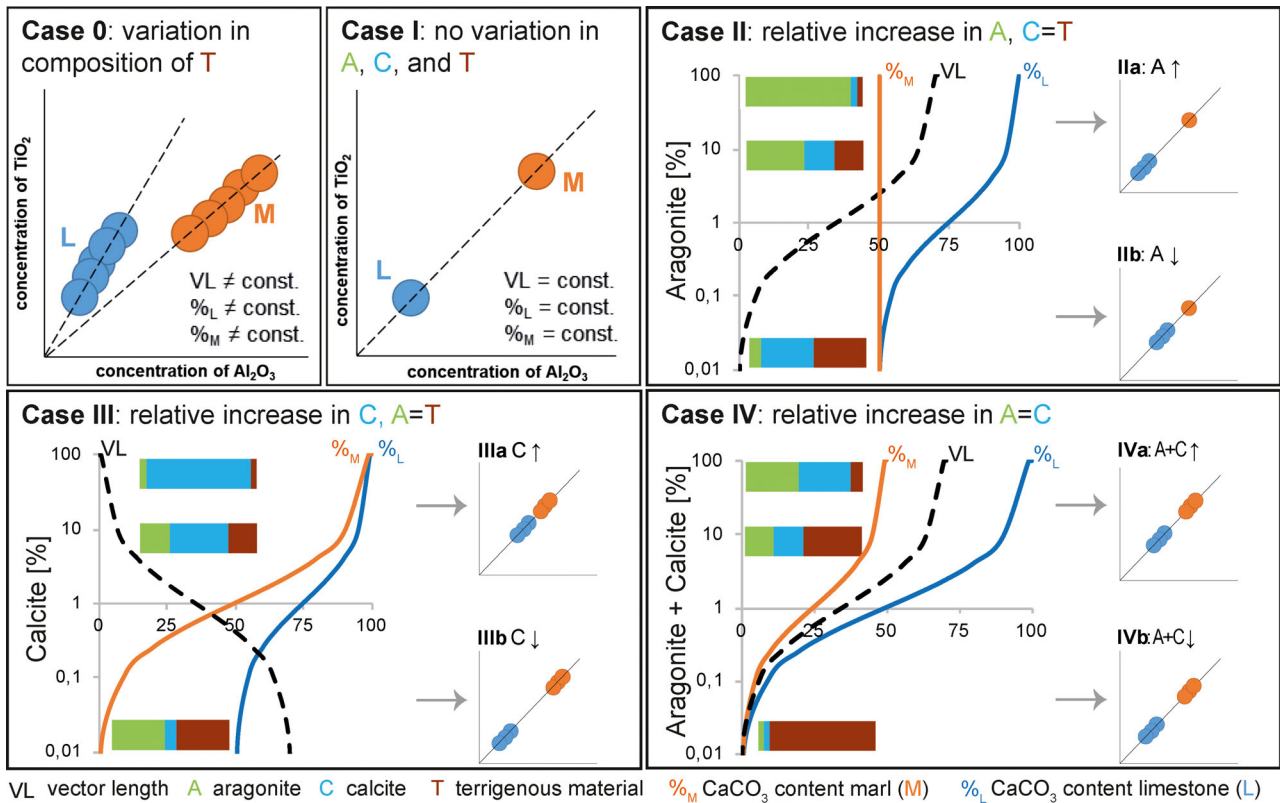 Case 0: variation in
composition of T
concentration of TiO2
L
M
VL ≠ const.
%L ≠ const.
%M ≠ const.
concentration of Al2O3
Case I: no variation in
A, C, and T
concentration of TiO2
M
L
VL = const.
%L = const.
%M = const.
concentration of Al2O3
Case II: relative increase in A, C=T
Aragonite [%]
100
10
1
0,1
0,01
0
25
50
75
100
%M
VL
%L
IIa: A ↑
IIb: A ↓
Case III: relative increase in C, A=T
Calcite [%]
100
10
1
0,1
0,01
0
25
50
75
100
VL
%M
%L
IIIa C ↑
IIIb C ↓
Case IV: relative increase in A=C
Aragonite + Calcite [%]
100
10
1
0,1
0,01
0
25
50
75
100
%M
VL
%L
IVa: A+C ↑
IVb: A+C↓
VL vector length A aragonite C calcite T terrigenous material %M CaCO3 content marl (M) %L CaCO3 content limestone (L)